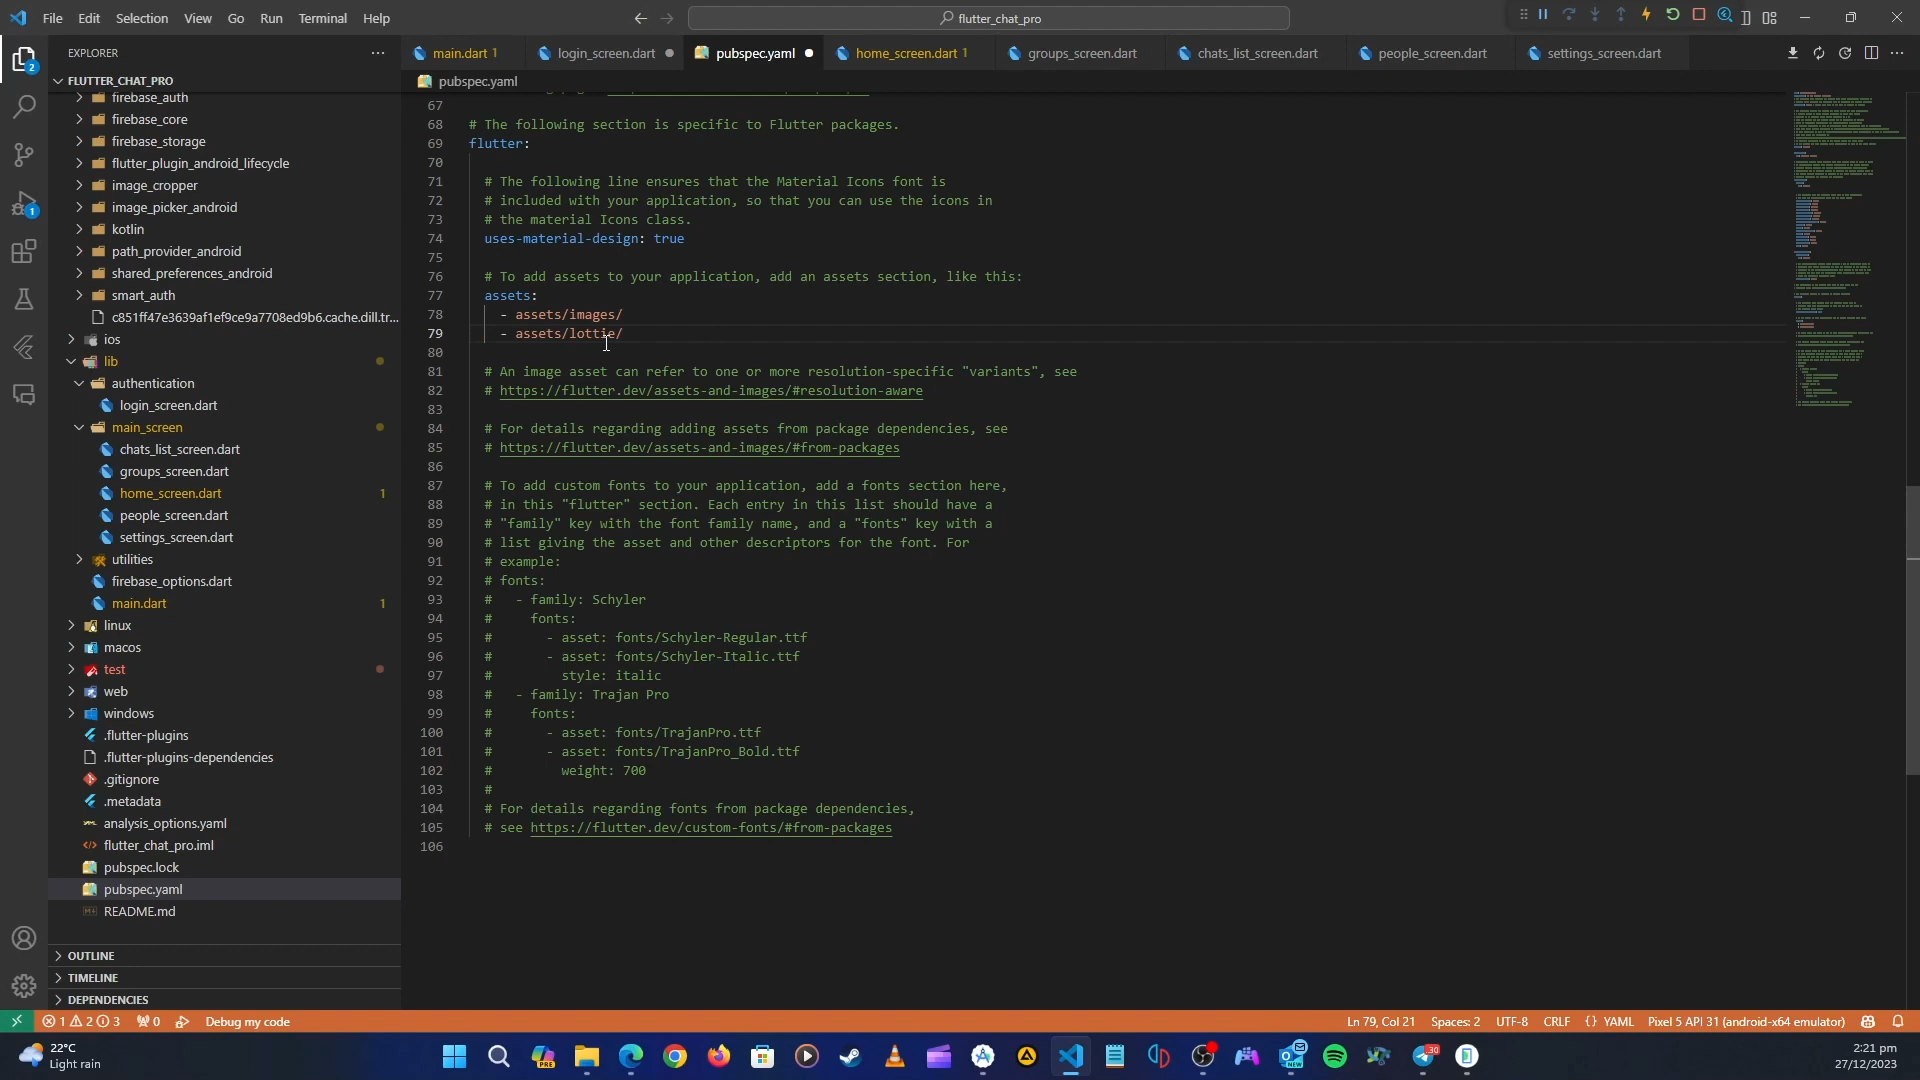 File Edit Selection View Go Run Terminal Help
flutter_chat_pro
EXPLORER
main.dart 1
login_screen.dart
pubspec.yaml
home_screen.dart 1
groups_screen.dart
chats_list_screen.dart
people_screen.dart
settings_screen.dart
pubspec.yaml
FLUTTER_CHAT_PRO
firebase_auth
firebase_core
firebase_storage
flutter_plugin_android_lifecycle
image_cropper
image_picker_android
kotlin
path_provider_android
shared_preferences_android
smart_auth
c851ff47e3639af1ef9ce9a7708ed9b6.cache.dill.tr...
ios
lib
authentication
login_screen.dart
main_screen
chats_list_screen.dart
groups_screen.dart
home_screen.dart 1
people_screen.dart
settings_screen.dart
utilities
firebase_options.dart
main.dart 1
linux
macos
test
web
windows
.flutter-plugins
.flutter-plugins-dependencies
.gitignore
.metadata
analysis_options.yaml
flutter_chat_pro.iml
pubspec.lock
pubspec.yaml
README.md
OUTLINE
TIMELINE
DEPENDENCIES
2
1
67
68 # The following section is specific to Flutter packages.
69 flutter:
70
71 # The following line ensures that the Material Icons font is
72 # included with your application, so that you can use the icons in
73 # the material Icons class.
74 uses-material-design: true
75
76 # To add assets to your application, add an assets section, like this:
77 assets:
78 - assets/images/
79 - assets/lottie/
80
81 # An image asset can refer to one or more resolution-specific "variants", see
82 # https://flutter.dev/assets-and-images/#resolution-aware
83
84 # For details regarding adding assets from package dependencies, see
85 # https://flutter.dev/assets-and-images/#from-packages
86
87 # To add custom fonts to your application, add a fonts section here,
88 # in this "flutter" section. Each entry in this list should have a
89 # "family" key with the font family name, and a "fonts" key with a
90 # list giving the asset and other descriptors for the font. For
91 # example:
92 # fonts:
93 # - family: Schyler
94 # fonts:
95 # - asset: fonts/Schyler-Regular.ttf
96 # - asset: fonts/Schyler-Italic.ttf
97 # style: italic
98 # - family: Trajan Pro
99 # fonts:
100 # - asset: fonts/TrajanPro.ttf
101 # - asset: fonts/TrajanPro_Bold.ttf
102 # weight: 700
103 #
104 # For details regarding fonts from package dependencies,
105 # see https://flutter.dev/custom-fonts/#from-packages
106
1 2 3 0 Debug my code
Ln 79, Col 21 Spaces: 2 UTF-8 CRLF {} YAML Pixel 5 API 31 (android-x64 emulator)
22°C
Light rain
PRE
NEW
30
2:21 pm
27/12/2023